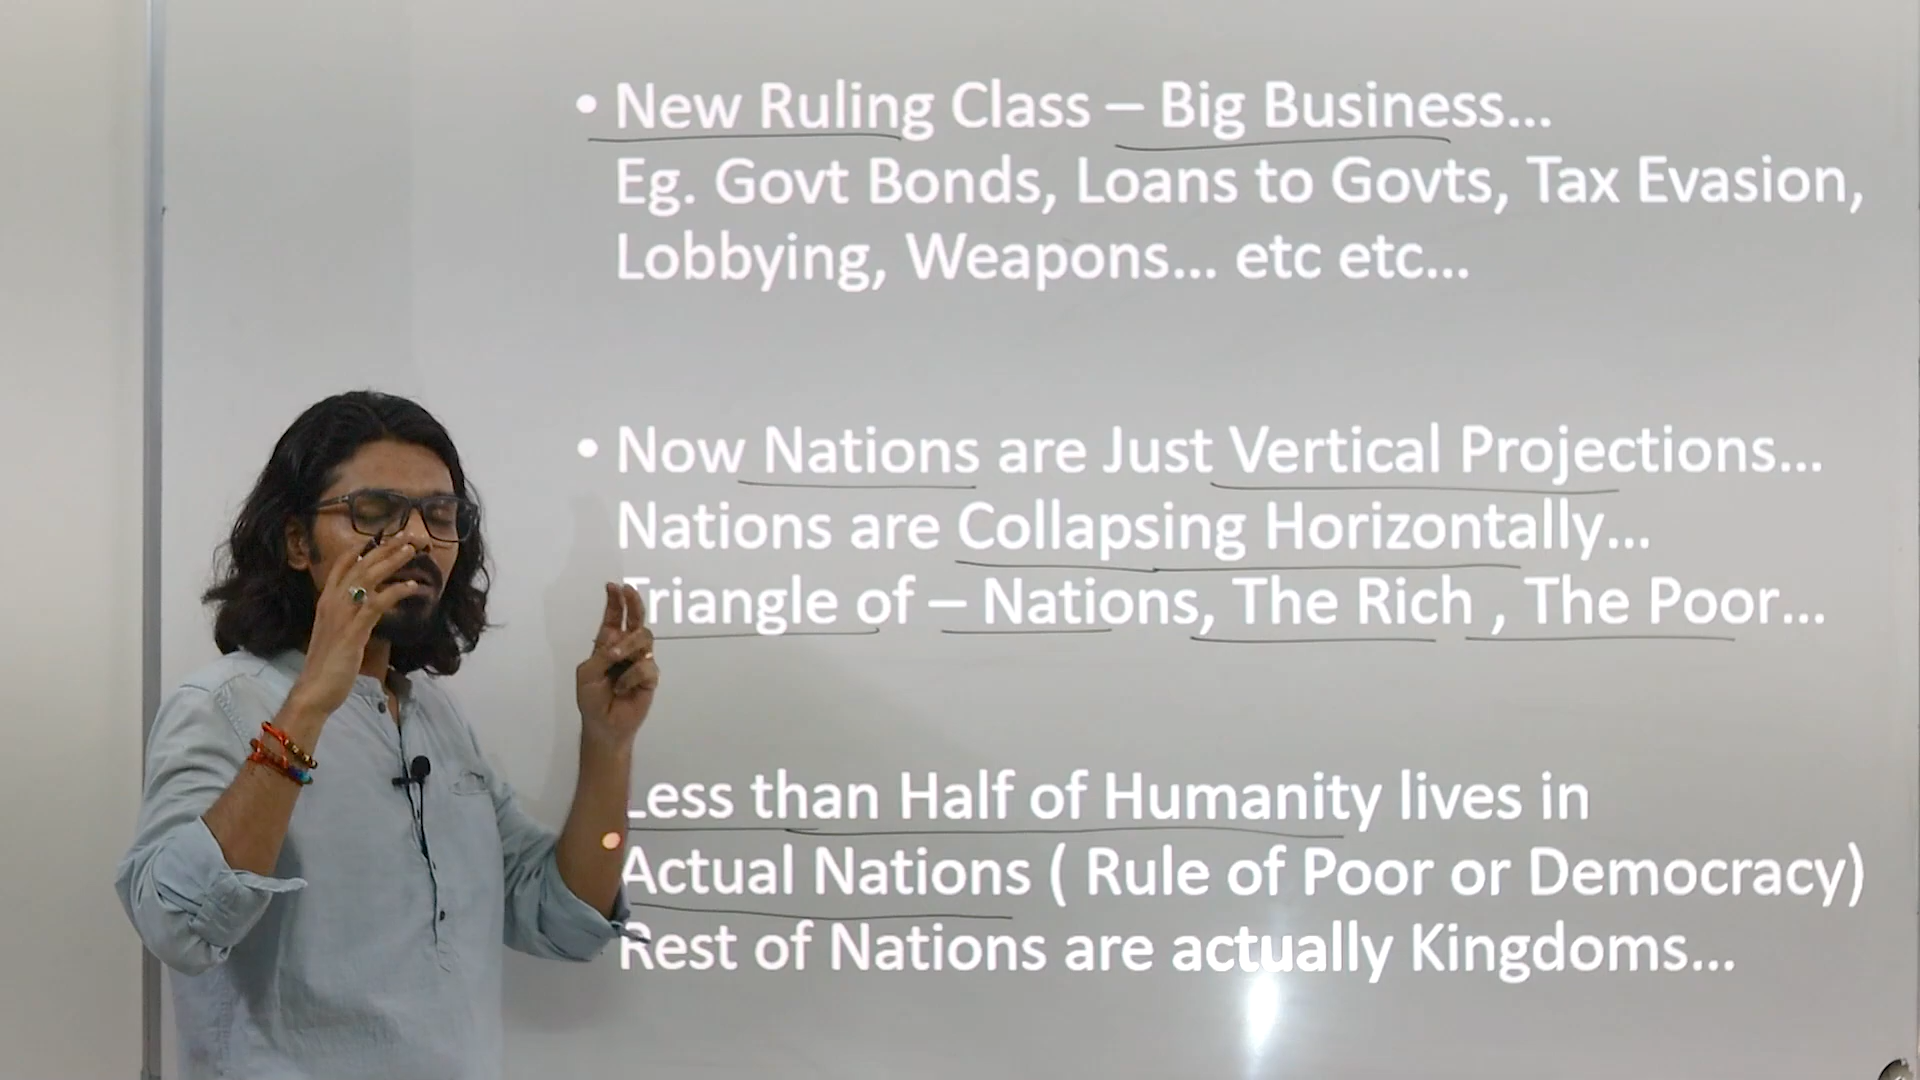 • New Ruling Class – Big Business...
Eg. Govt Bonds, Loans to Govts, Tax Evasion,
Lobbying, Weapons... etc etc...
• Now Nations are Just Vertical Projections...
Nations are Collapsing Horizontally...
Triangle of – Nations, The Rich , The Poor...
Less than Half of Humanity lives in
Actual Nations ( Rule of Poor or Democracy)
Rest of Nations are actually Kingdoms...